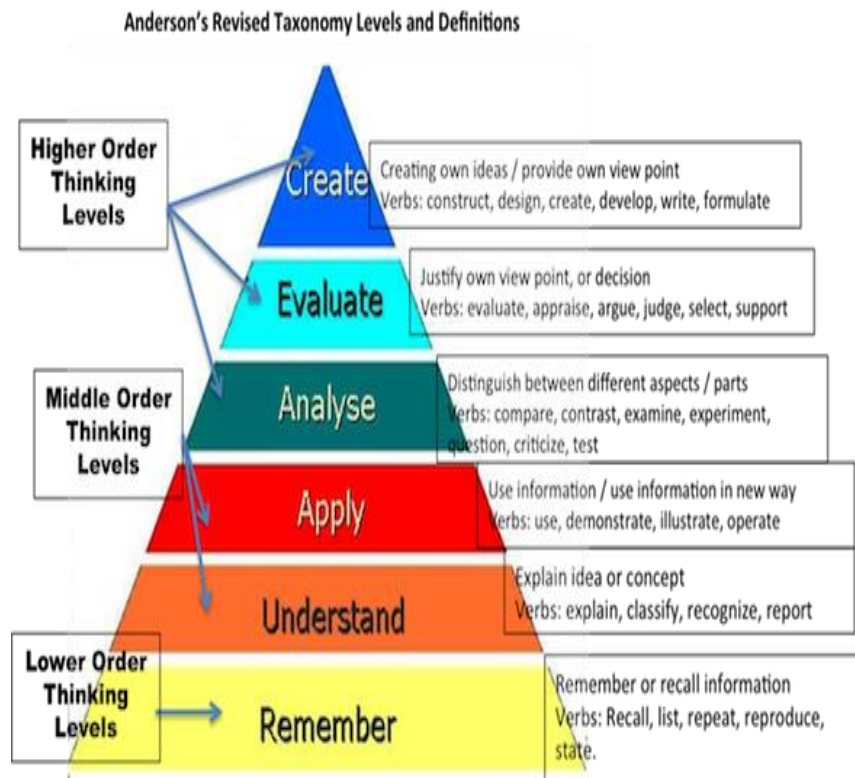 Anderson's Revised Taxonomy Levels and Definitions
Higher Order
Thinking
Levels
Create
Creating own ideas / provide own view point
Verbs: construct, design, create, develop, write, formulate
Evaluate
Justify own view point, or decision
Verbs: evaluate, appraise, argue, judge, select, support
Middle Order
Thinking
Levels
Analyse
Distinguish between different aspects / parts
Verbs: compare, contrast, examine, experiment,
question, criticize, test
Apply
Use information / use information in new way
Verbs: use, demonstrate, illustrate, operate
Understand
Explain idea or concept
Verbs: explain, classify, recognize, report
Lower Order
Thinking
Levels
Remember
Remember or recall information
Verbs: Recall, list, repeat, reproduce,
state.